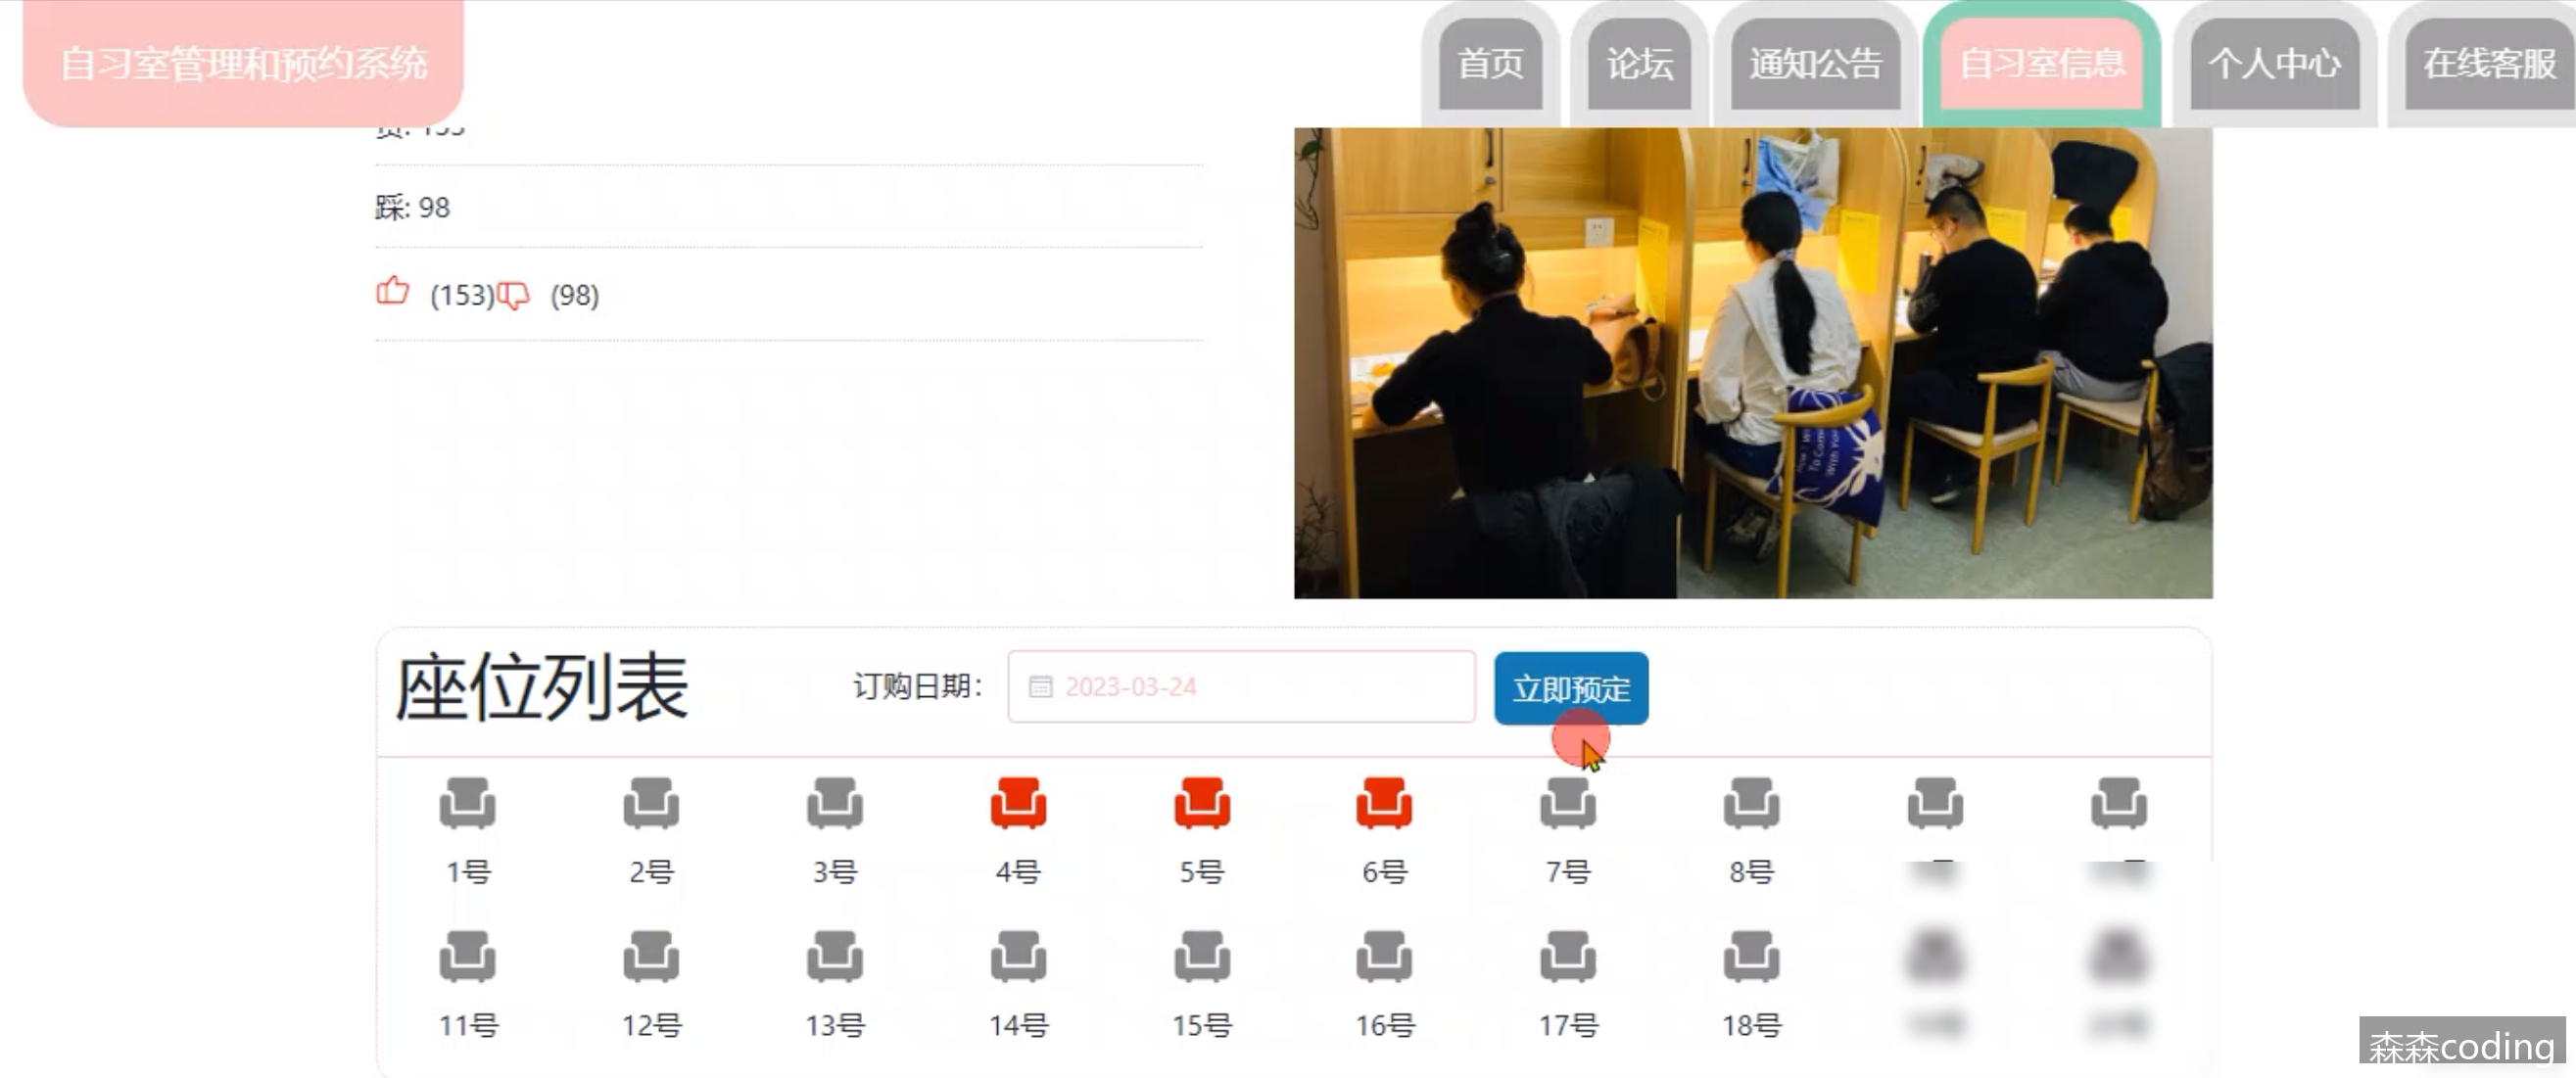 自习室管理和预约系统
首页
论坛
通知公告
自习室信息
个人中心
在线客服
踩: 98
(153) (98)
座位列表
订购日期:
2023-03-24
立即预定
1号 2号 3号 4号 5号 6号 7号 8号
11号 12号 13号 14号 15号 16号 17号 18号
森森coding